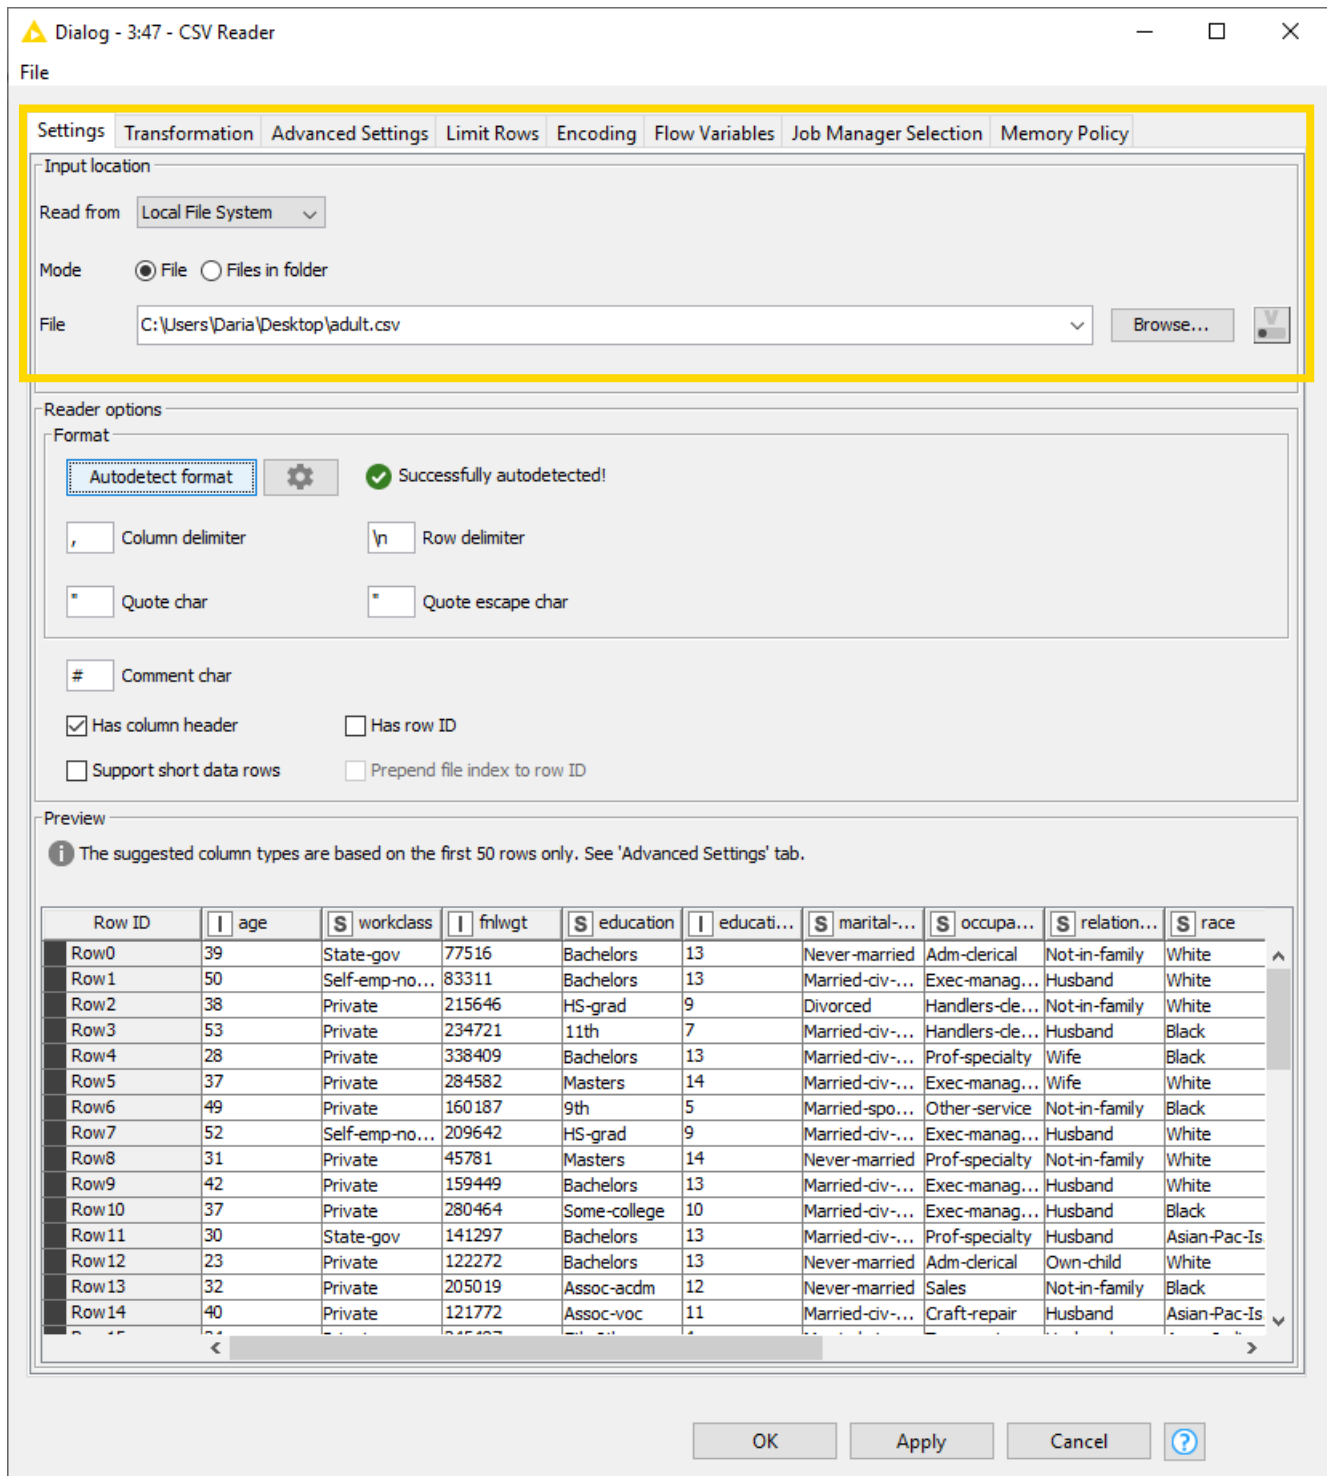 Dialog - 3:47 - CSV Reader
File
Settings Transformation Advanced Settings Limit Rows Encoding Flow Variables Job Manager Selection Memory Policy
Input location
Read from Local File System
Mode File Files in folder
File C:\Users\Daria\Desktop\adult.csv Browse... V
Reader options
Format
Autodetect format Successfully autodetected!
, Column delimiter \n Row delimiter
" Quote char " Quote escape char
# Comment char
Has column header Has row ID
Support short data rows Prepend file index to row ID
Preview
i The suggested column types are based on the first 50 rows only. See 'Advanced Settings' tab.
Row ID I age S workclass I fnlwgt S education I educati... S marital-... S occupa... S relation... S race
Row0 39 State-gov 77516 Bachelors 13 Never-married Adm-clerical Not-in-family White
Row1 50 Self-emp-no... 83311 Bachelors 13 Married-civ-... Exec-manag... Husband White
Row2 38 Private 215646 HS-grad 9 Divorced Handlers-cle... Not-in-family White
Row3 53 Private 234721 11th 7 Married-civ-... Handlers-cle... Husband Black
Row4 28 Private 338409 Bachelors 13 Married-civ-... Prof-specialty Wife Black
Row5 37 Private 284582 Masters 14 Married-civ-... Exec-manag... Wife White
Row6 49 Private 160187 9th 5 Married-spo... Other-service Not-in-family Black
Row7 52 Self-emp-no... 209642 HS-grad 9 Married-civ-... Exec-manag... Husband White
Row8 31 Private 45781 Masters 14 Never-married Prof-specialty Not-in-family White
Row9 42 Private 159449 Bachelors 13 Married-civ-... Exec-manag... Husband White
Row10 37 Private 280464 Some-college 10 Married-civ-... Exec-manag... Husband Black
Row11 30 State-gov 141297 Bachelors 13 Married-civ-... Prof-specialty Husband Asian-Pac-Is
Row12 23 Private 122272 Bachelors 13 Never-married Adm-clerical Own-child White
Row13 32 Private 205019 Assoc-acdm 12 Never-married Sales Not-in-family Black
Row14 40 Private 121772 Assoc-voc 11 Married-civ-... Craft-repair Husband Asian-Pac-Is
OK Apply Cancel ?